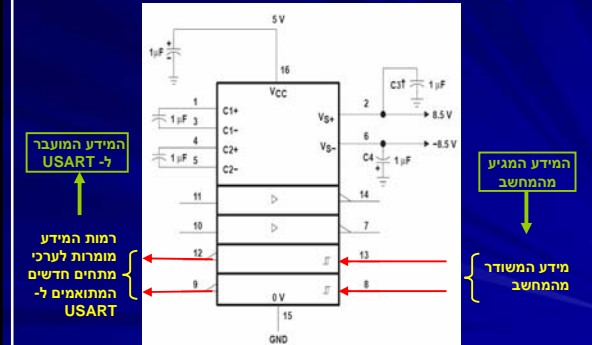 5 V
1 µF
16
VCC
1
C1+
1 µF
3
C1−
4
C2+
1 µF
5
C2−
2
VS+
C3†
1 µF
8.5 V
6
VS−
−8.5 V
C4
1 µF
11
14
10
7
12
13
9
8
0 V
15
GND
המידע המגיע
מהמחשב
מידע המשודר
מהמחשב
המידע המועבר
ל- USART
רמות המידע
מומרות לערכי
מתחים חדשים
המתואמים ל-
USART